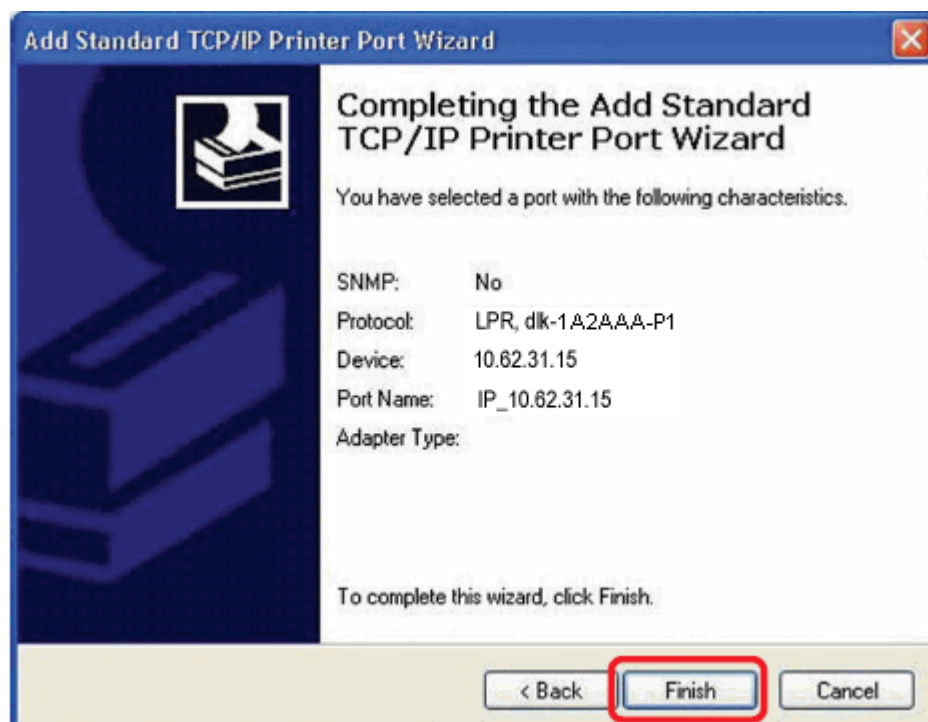 Add Standard TCP/IP Printer Port Wizard
Completing the Add Standard
TCP/IP Printer Port Wizard
You have selected a port with the following characteristics.
SNMP: No
Protocol: LPR, dlk-1A2AAA-P1
Device: 10.62.31.15
Port Name: IP_10.62.31.15
Adapter Type:
To complete this wizard, click Finish.
< Back Finish Cancel